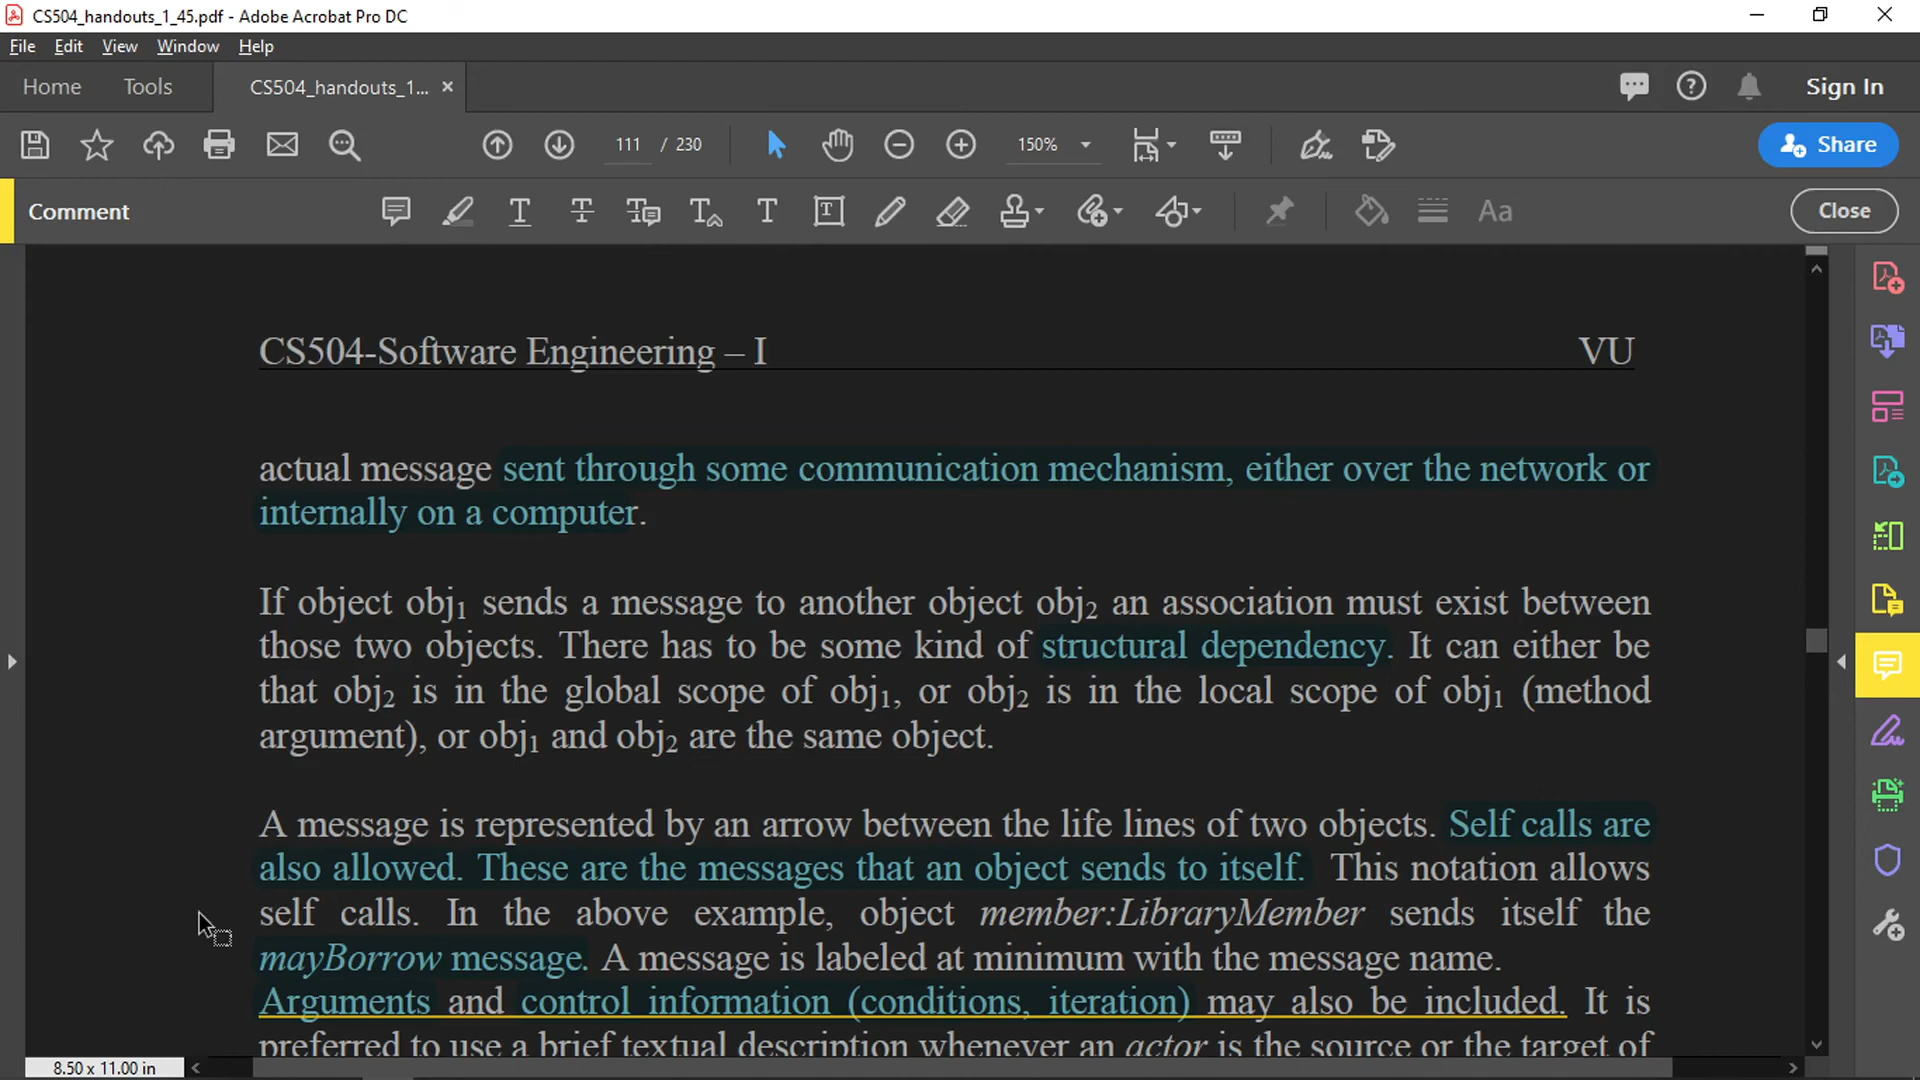 CS504_handouts_1_45.pdf - Adobe Acrobat Pro DC
File Edit View Window Help
Home Tools CS504_handouts_1... × Sign In
111 / 230 150% Share
Comment Close
CS504-Software Engineering – I VU
actual message sent through some communication mechanism, either over the network or
internally on a computer.
If object obj1 sends a message to another object obj2 an association must exist between
those two objects. There has to be some kind of structural dependency. It can either be
that obj2 is in the global scope of obj1, or obj2 is in the local scope of obj1 (method
argument), or obj1 and obj2 are the same object.
A message is represented by an arrow between the life lines of two objects. Self calls are
also allowed. These are the messages that an object sends to itself. This notation allows
self calls. In the above example, object member:LibraryMember sends itself the
mayBorrow message. A message is labeled at minimum with the message name.
Arguments and control information (conditions, iteration) may also be included. It is
preferred to use a brief textual description whenever an actor is the source or the target of
8.50 x 11.00 in